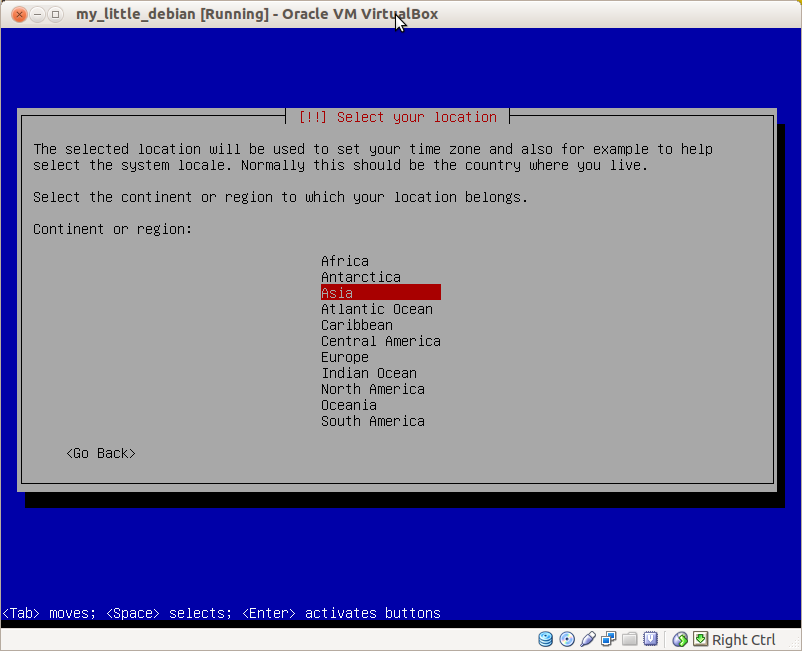 my_little_debian [Running] - Oracle VM VirtualBox
[!!] Select your location
The selected location will be used to set your time zone and also for example to help
select the system locale. Normally this should be the country where you live.
Select the continent or region to which your location belongs.
Continent or region:
Africa
Antarctica
Asia
Atlantic Ocean
Caribbean
Central America
Europe
Indian Ocean
North America
Oceania
South America
<Go Back>
<Tab> moves; <Space> selects; <Enter> activates buttons
Right Ctrl